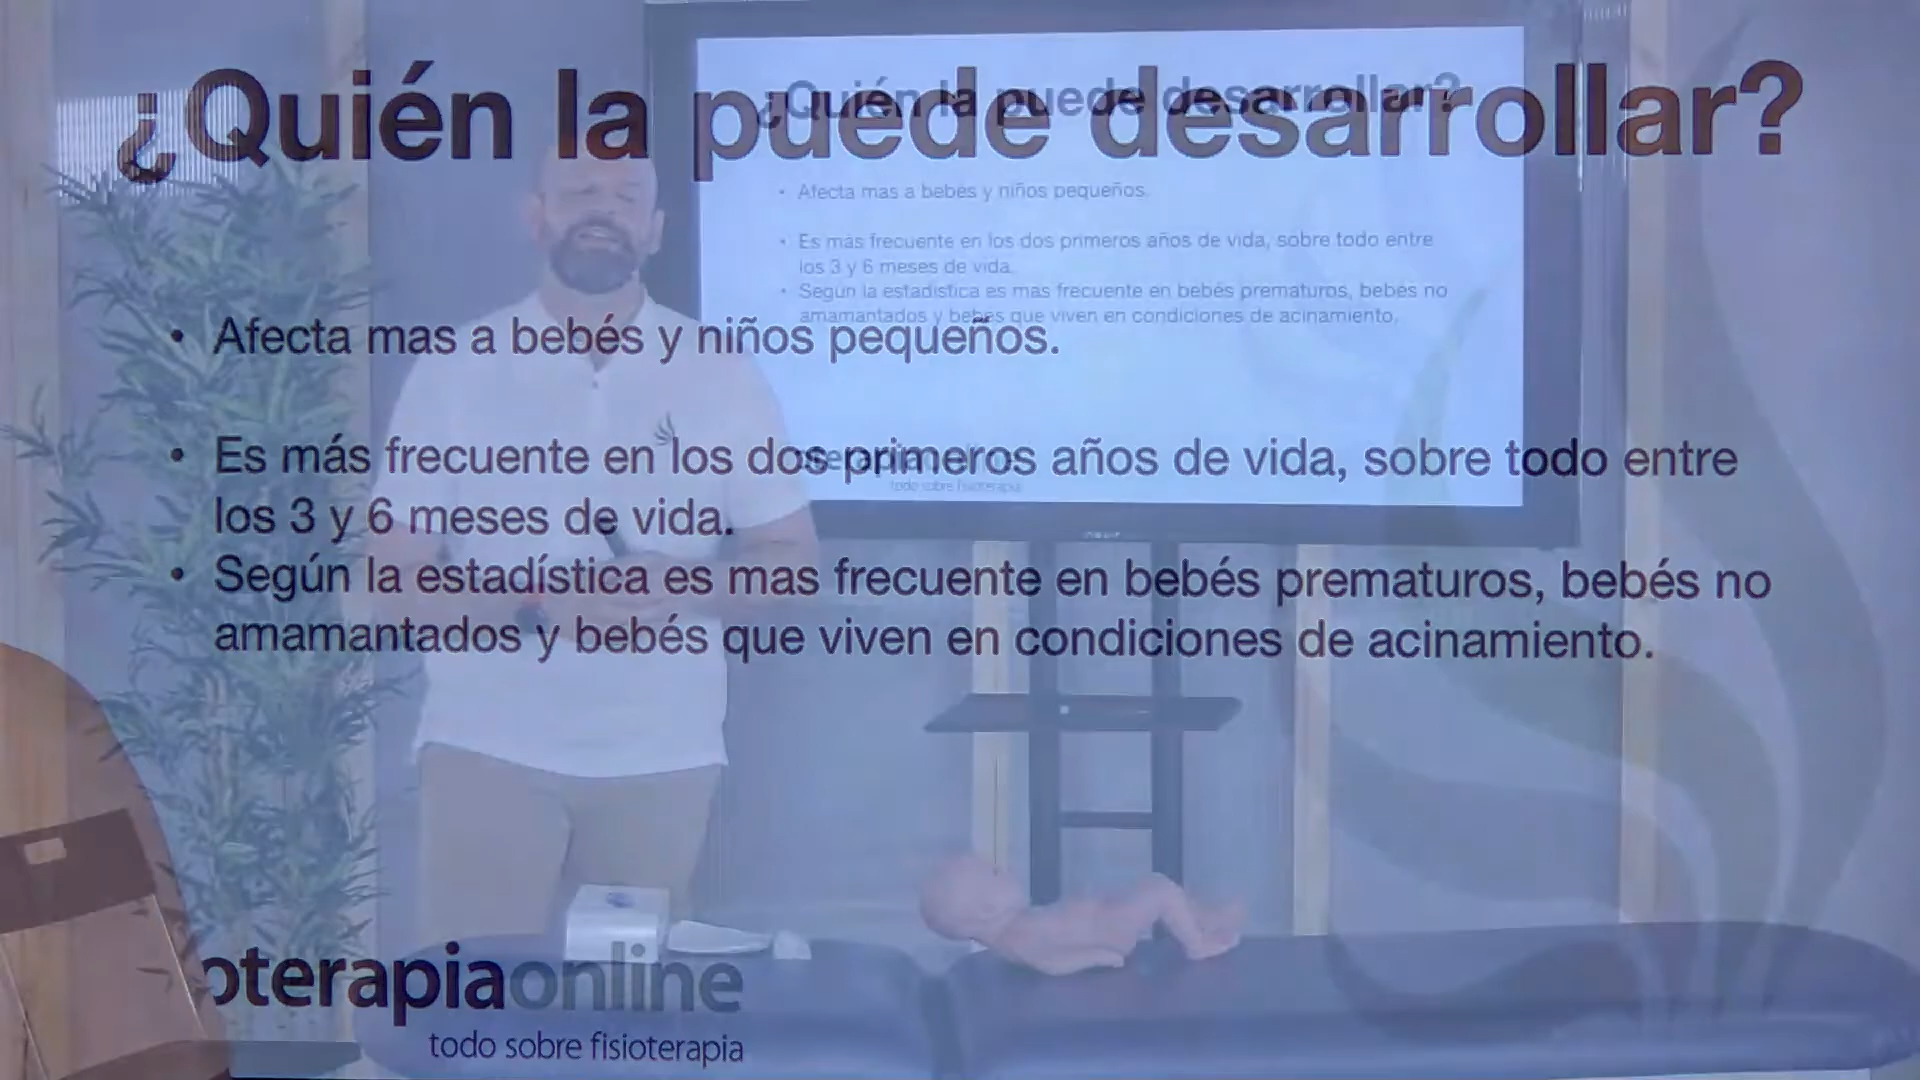 ¿Quién la puede desarrollar?
• Afecta mas a bebés y niños pequeños.
• Es más frecuente en los dos primeros años de vida, sobre todo entre
los 3 y 6 meses de vida.
• Según la estadística es mas frecuente en bebés prematuros, bebés no
amamantados y bebés que viven en condiciones de acinamiento.
oterapiaonline
todo sobre fisioterapia
¿Quién la puede desarrollar?
• Afecta mas a bebés y niños pequeños.
• Es más frecuente en los dos primeros años de vida, sobre todo entre
los 3 y 6 meses de vida.
• Según la estadística es mas frecuente en bebés prematuros, bebés no
amamantados y bebés que viven en condiciones de acinamiento.
todo sobre fisioterapia